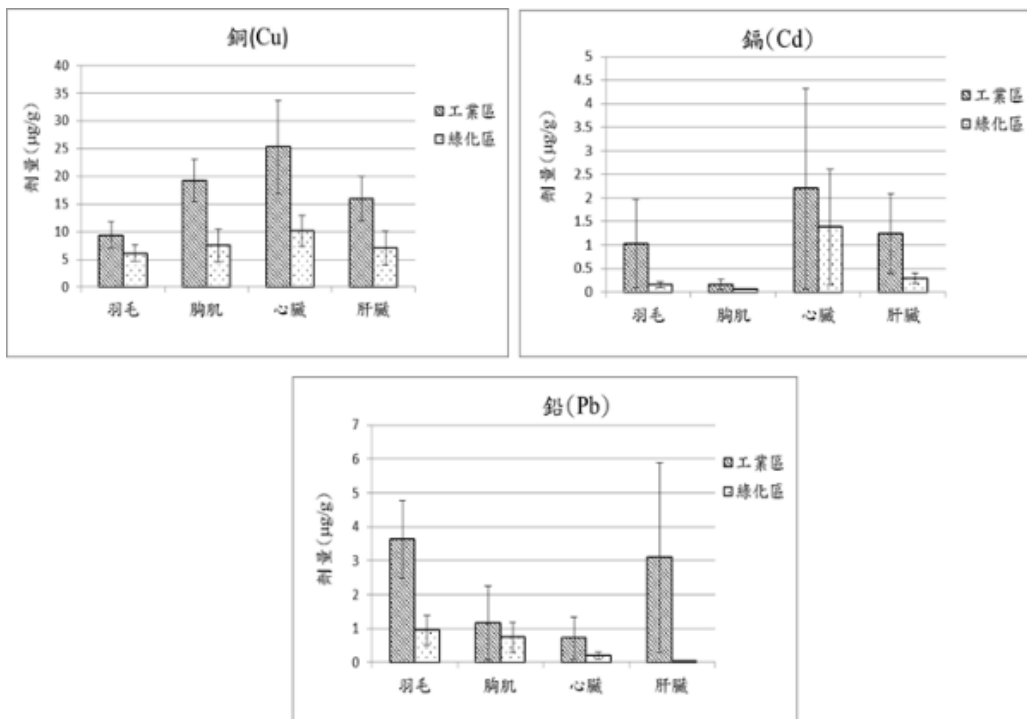 銅(Cu)
40
35
30
25
20
15
10
5
0
劑量(μg/g)
羽毛 胸肌 心臟 肝臟
工業區
綠化區
鎘(Cd)
5
4.5
4
3.5
3
2.5
2
1.5
1
0.5
0
劑量(μg/g)
羽毛 胸肌 心臟 肝臟
工業區
綠化區
鉛(Pb)
7
6
5
4
3
2
1
0
劑量(μg/g)
羽毛 胸肌 心臟 肝臟
工業區
綠化區